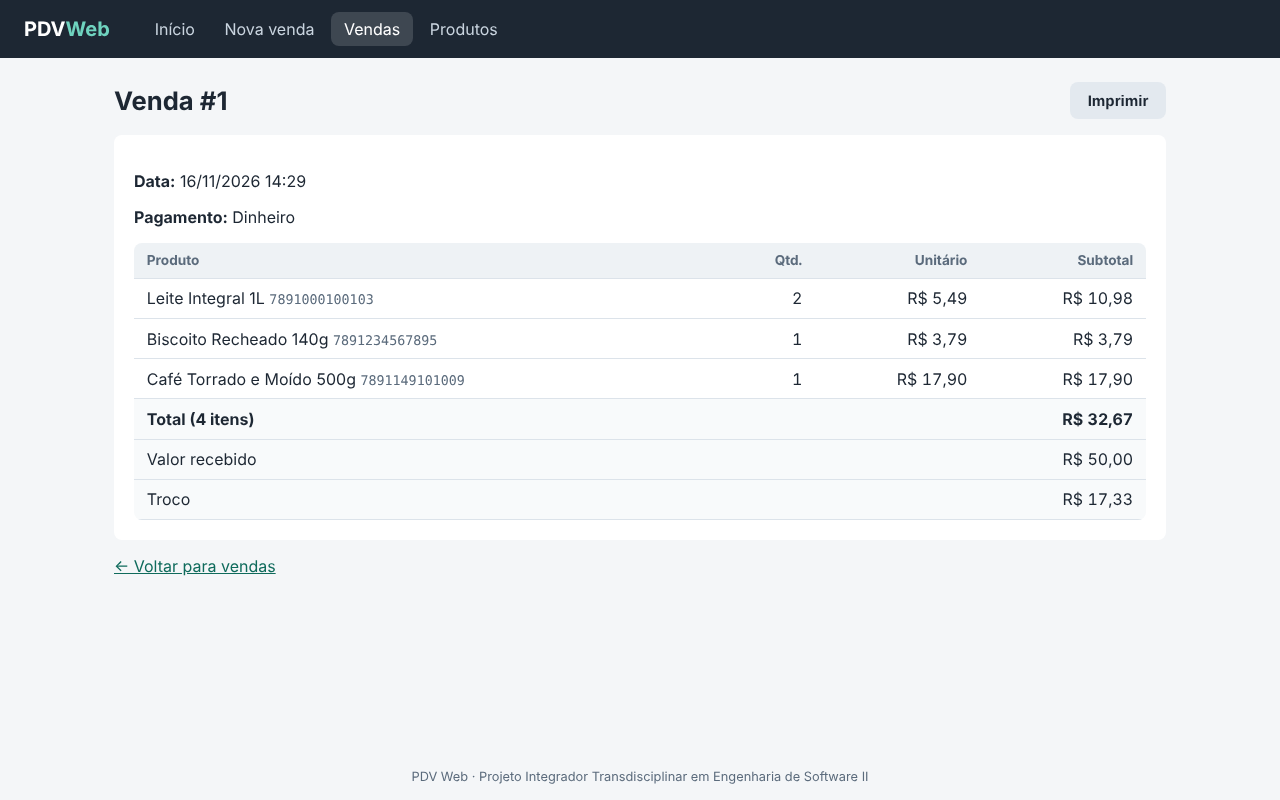 PDVWeb Início Nova venda Vendas Produtos
Venda #1 Imprimir
Data: 16/11/2026 14:29
Pagamento: Dinheiro
Produto Qtd. Unitário Subtotal
Leite Integral 1L 7891000100103 2 R$ 5,49 R$ 10,98
Biscoito Recheado 140g 7891234567895 1 R$ 3,79 R$ 3,79
Café Torrado e Moído 500g 7891149101009 1 R$ 17,90 R$ 17,90
Total (4 itens) R$ 32,67
Valor recebido R$ 50,00
Troco R$ 17,33
← Voltar para vendas
PDV Web · Projeto Integrador Transdisciplinar em Engenharia de Software II